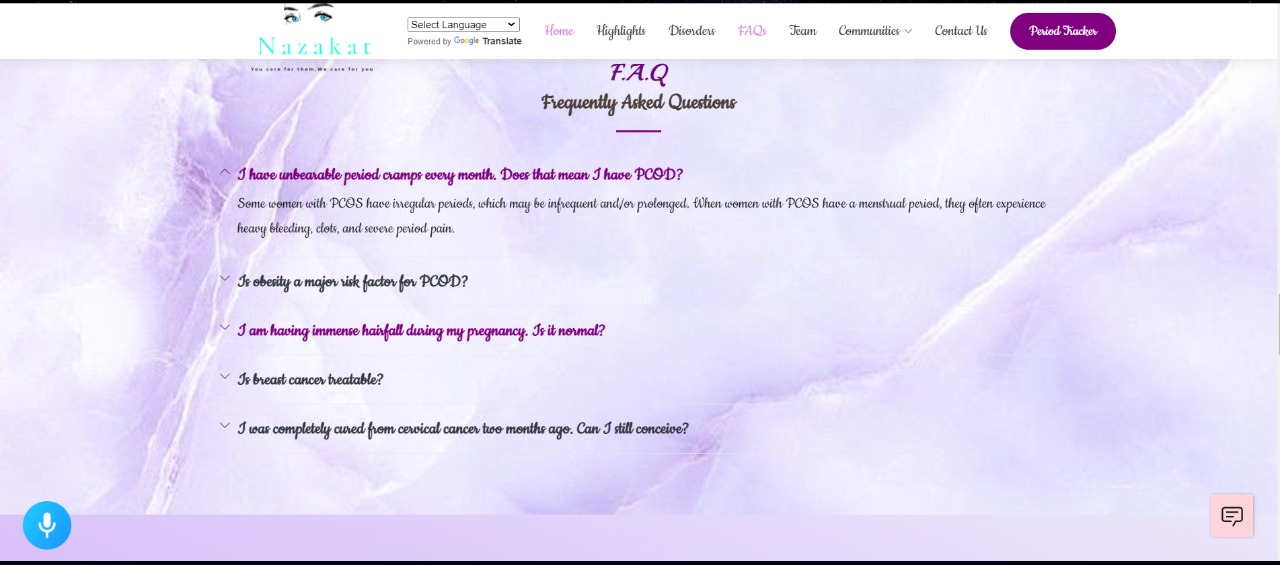 Nazakat
You care for them,We care for you
Select Language
Powered by Google Translate
Home
Highlights
Disorders
FAQs
Team
Communities
Contact Us
Period Tracker
F.A.Q
Frequently Asked Questions
I have unbearable period cramps every month. Does that mean I have PCOD?
Some women with PCOS have irregular periods, which may be infrequent and/or prolonged. When women with PCOS have a menstrual period, they often experience
heavy bleeding, clots, and severe period pain.
Is obesity a major risk factor for PCOD?
I am having immense hairfall during my pregnancy. Is it normal?
Is breast cancer treatable?
I was completely cured from cervical cancer two months ago. Can I still conceive?